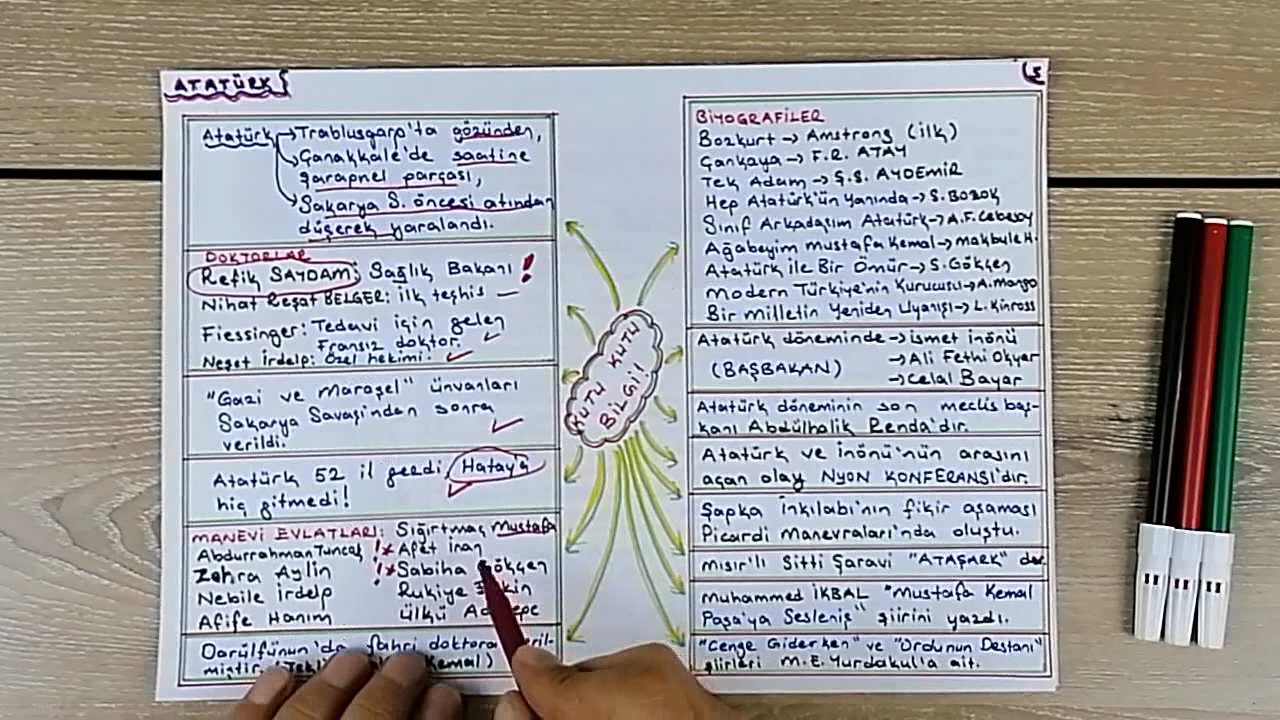 ATATÜRK
Atatürk → Trablusgarp'ta gözünden,
→ Çanakkale'de saatine
şarapnel parçası,
→ Sakarya S. öncesi atından
düşerek yaralandı.
DOKTORLAR
Refik SAYDAM; Sağlık Bakanı !
Nihat Reşat BELGER: ilk teşhis
Fiessinger: Tedavi için gelen
Fransız doktor.
Neşet İrdelp: Özel hekimi.
"Gazi ve Mareşel" ünvanları
Sakarya Savaşından sonra
verildi.
Atatürk 52 il gezdi Hatay'a
hiç gitmedi!
MANEVİ EVLATLARI: Sığırtmaç Mustafa
Abdurrahman Tuncak !* Afet İnan
Zehra Aylin !* Sabiha Gökçen
Nebile İrdelp Rukiye
Afife Hanım Ülkü
Darülfünun'da fahri doktora
miştir. Kemal)
KUTU KUTU
BİLGİ!
BİYOGRAFİLER
Bozkurt → Amstrong (ilk)
Çankaya → F.R. ATAY
Tek Adam → Ş.S. AYDEMİR
Hep Atatürk'ün Yanında → S. BOZOK
Sınıf Arkadaşım Atatürk → A.F. Cebesoy
Ağabeyim Mustafa Kemal → Makbule H.
Atatürk ile Bir Ömür → S. Gökçen
Modern Türkiye'nin Kurucusu → A. Mango
Bir Milletin Yeniden Uyanışı → L. Kinross
Atatürk döneminde → İsmet İnönü
(BAŞBAKAN) → Ali Fethi Okyar
→ Celal Bayar
Atatürk döneminin son meclis baş-
kanı Abdülhalik Renda'dır.
Atatürk ve İnönü'nün arasını
açan olay NYON KONFERANSI'dır.
Şapka İnkılabı'nın fikir aşaması
Picardi Manevraları'nda oluştu.
Mısır'lı Sitti Şaravi "ATAŞARK" der.
Muhammed İKBAL "Mustafa Kemal
Paşa'ya Sesleniş" şiirini yazdı.
"Cenge Giderken" ve "Ordunun Destanı"
şiirleri M.E. Yurdakul'a ait.